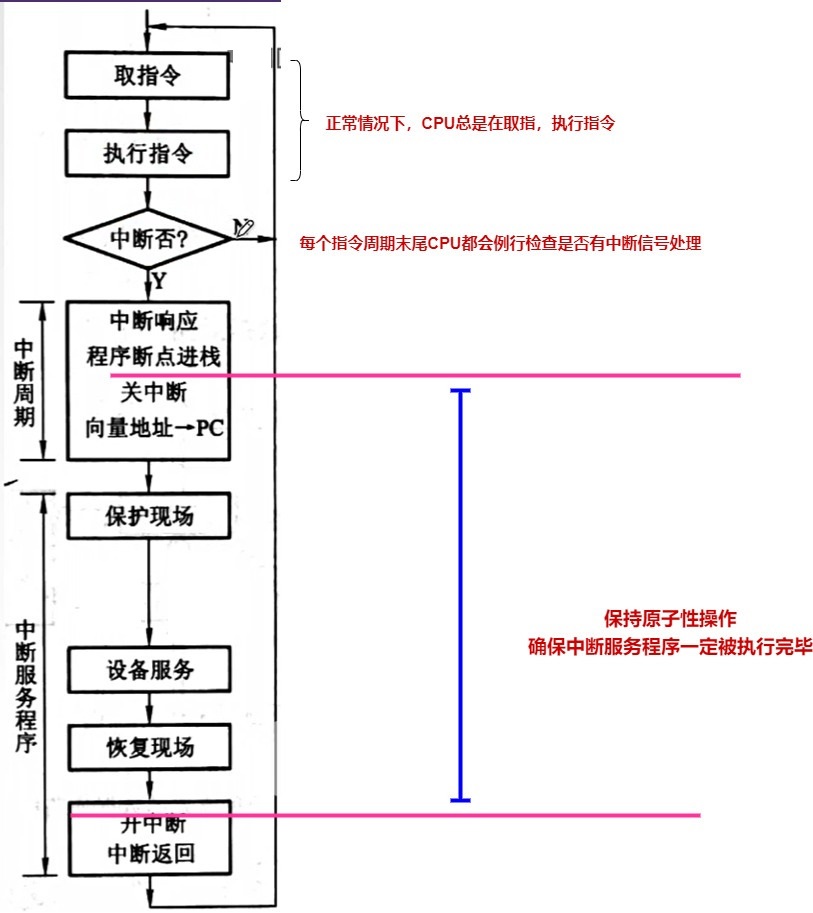 取指令
执行指令
正常情况下，CPU总是在取指，执行指令
中断否?
N
每个指令周期末尾CPU都会例行检查是否有中断信号处理
Y
中断周期
中断响应
程序断点进栈
关中断
向量地址→PC
中断服务程序
保护现场
保持原子性操作
确保中断服务程序一定被执行完毕
设备服务
恢复现场
开中断
中断返回